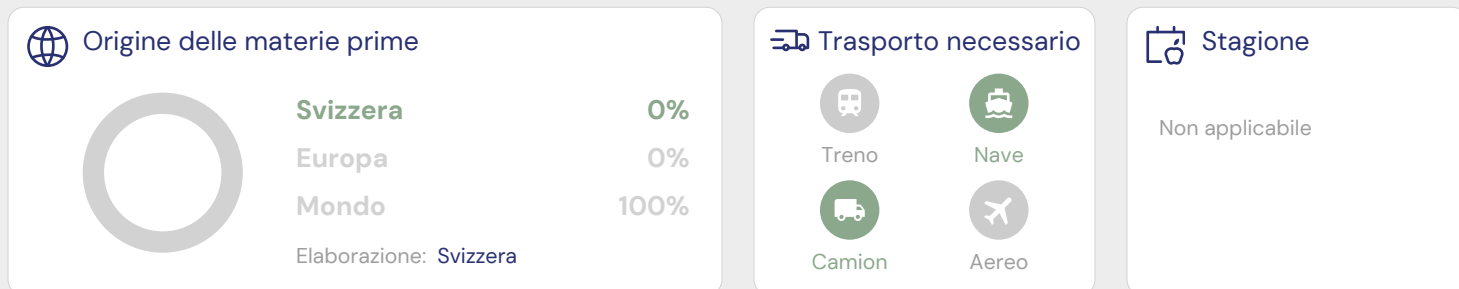 Origine delle materie prime
Svizzera 0%
Europa 0%
Mondo 100%
Elaborazione: Svizzera
Trasporto necessario
Treno Nave
Camion Aereo
Stagione
Non applicabile